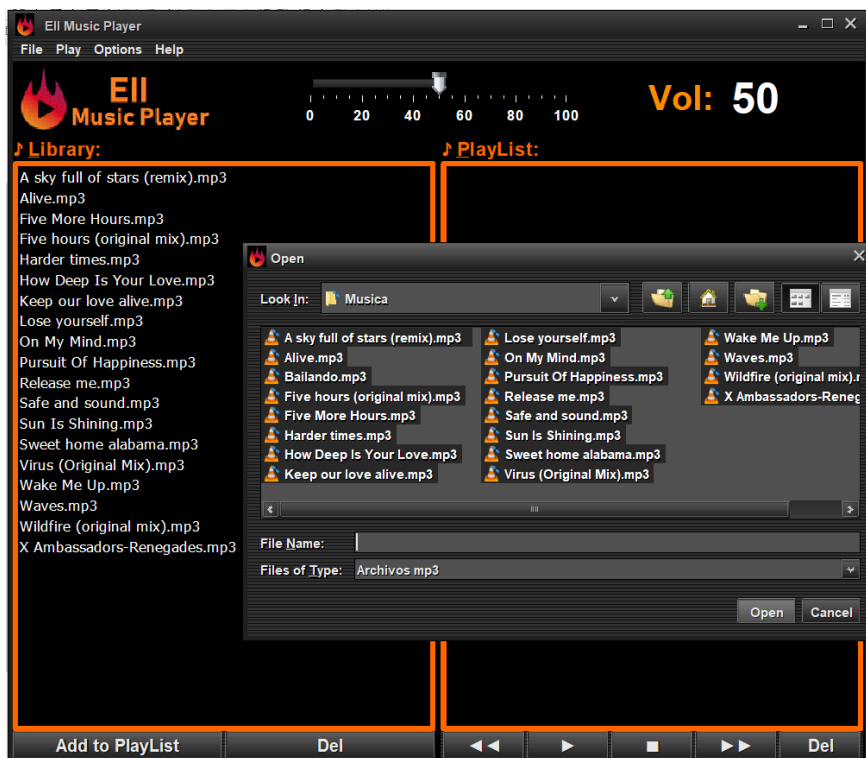 Ell Music Player
File Play Options Help
Ell
Music Player
0 20 40 60 80 100
Vol: 50
Library:
A sky full of stars (remix).mp3
Alive.mp3
Five More Hours.mp3
Five hours (original mix).mp3
Harder times.mp3
How Deep Is Your Love.mp3
Keep our love alive.mp3
Lose yourself.mp3
On My Mind.mp3
Pursuit Of Happiness.mp3
Release me.mp3
Safe and sound.mp3
Sun Is Shining.mp3
Sweet home alabama.mp3
Virus (Original Mix).mp3
Wake Me Up.mp3
Waves.mp3
Wildfire (original mix).mp3
X Ambassadors-Renegades.mp3
Add to PlayList Del
PlayList:
Open
Look In: Musica
A sky full of stars (remix).mp3
Alive.mp3
Bailando.mp3
Five hours (original mix).mp3
Five More Hours.mp3
Harder times.mp3
How Deep Is Your Love.mp3
Keep our love alive.mp3
Lose yourself.mp3
On My Mind.mp3
Pursuit Of Happiness.mp3
Release me.mp3
Safe and sound.mp3
Sun Is Shining.mp3
Sweet home alabama.mp3
Virus (Original Mix).mp3
Wake Me Up.mp3
Waves.mp3
Wildfire (original mix).
X Ambassadors-Reneg
File Name:
Files of Type: Archivos mp3
Open Cancel
Del